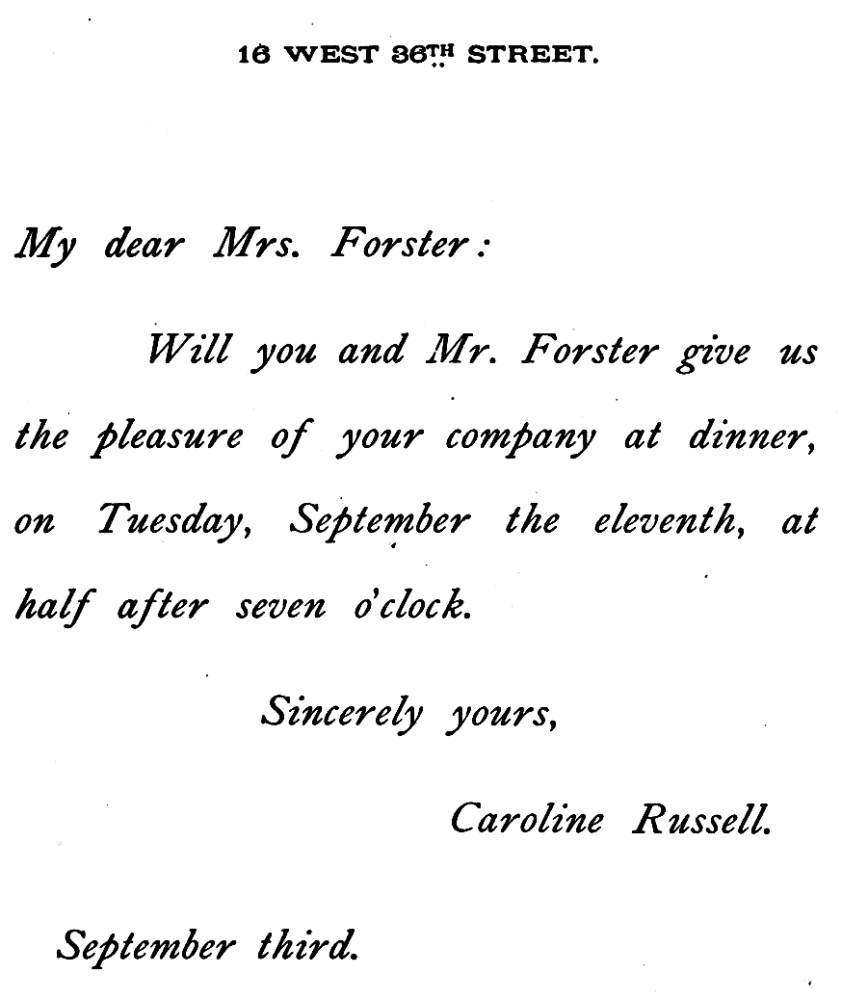 16 WEST 36TH STREET.
My dear Mrs. Forster:
Will you and Mr. Forster give us
the pleasure of your company at dinner,
on Tuesday, September the eleventh, at
half after seven o'clock.
Sincerely yours,
Caroline Russell.
September third.